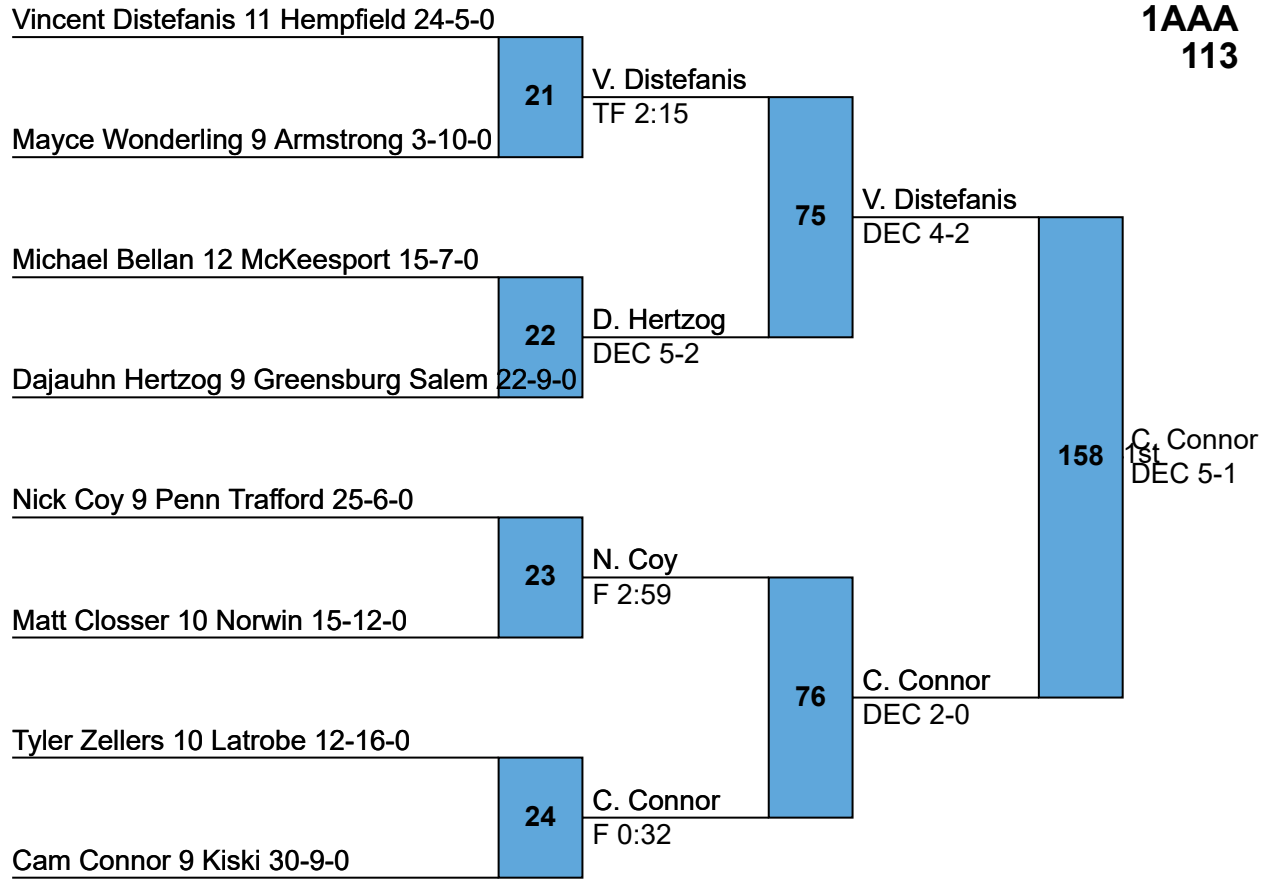 Vincent Distefanis 11 Hempfield 24-5-0
1AAA
113
21
V. Distefanis
TF 2:15
Mayce Wonderling 9 Armstrong 3-10-0
75
V. Distefanis
DEC 4-2
Michael Bellan 12 McKeesport 15-7-0
22
D. Hertzog
DEC 5-2
Dajauhn Hertzog 9 Greensburg Salem 22-9-0
158
C. Connor
1st
DEC 5-1
Nick Coy 9 Penn Trafford 25-6-0
23
N. Coy
F 2:59
Matt Closser 10 Norwin 15-12-0
76
C. Connor
DEC 2-0
Tyler Zellers 10 Latrobe 12-16-0
24
C. Connor
F 0:32
Cam Connor 9 Kiski 30-9-0